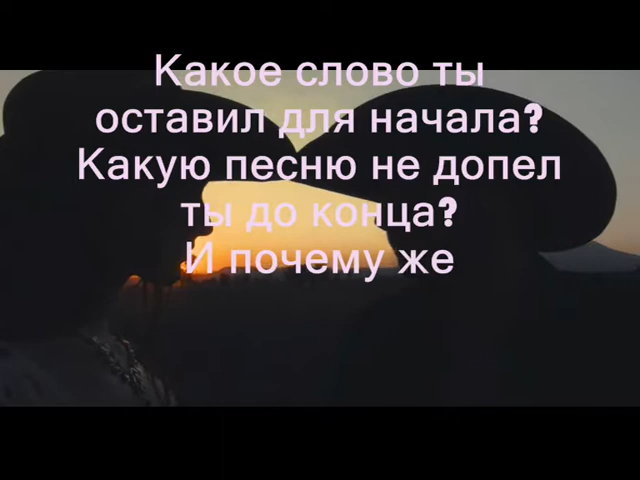 Какое слово ты
оставил для начала?
Какую песню не допел
ты до конца?
И почему же